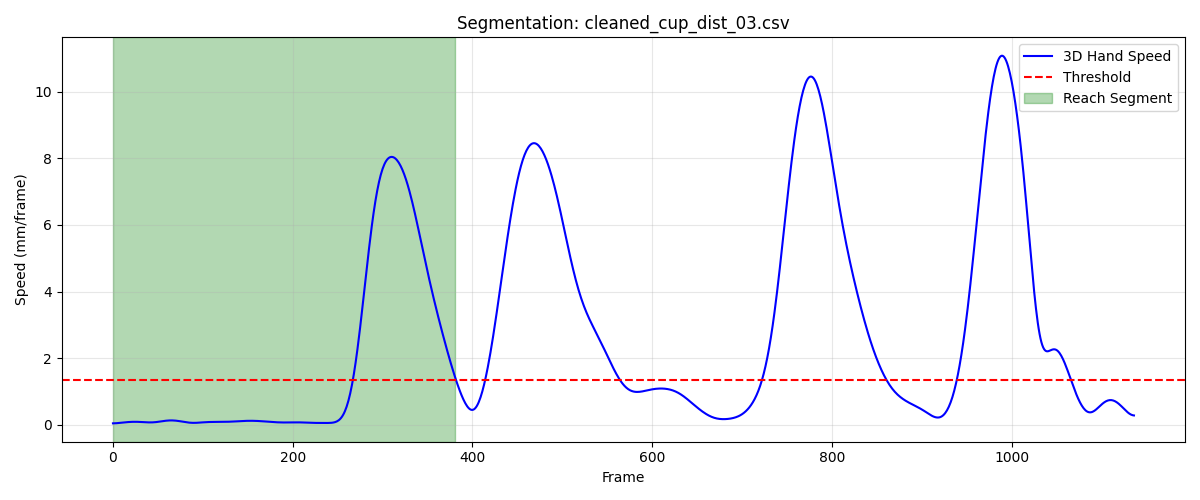 Segmentation: cleaned_cup_dist_03.csv
3D Hand Speed
Threshold
Reach Segment
Speed (mm/frame)
10
8
6
4
2
0
0 200 400 600 800 1000
Frame